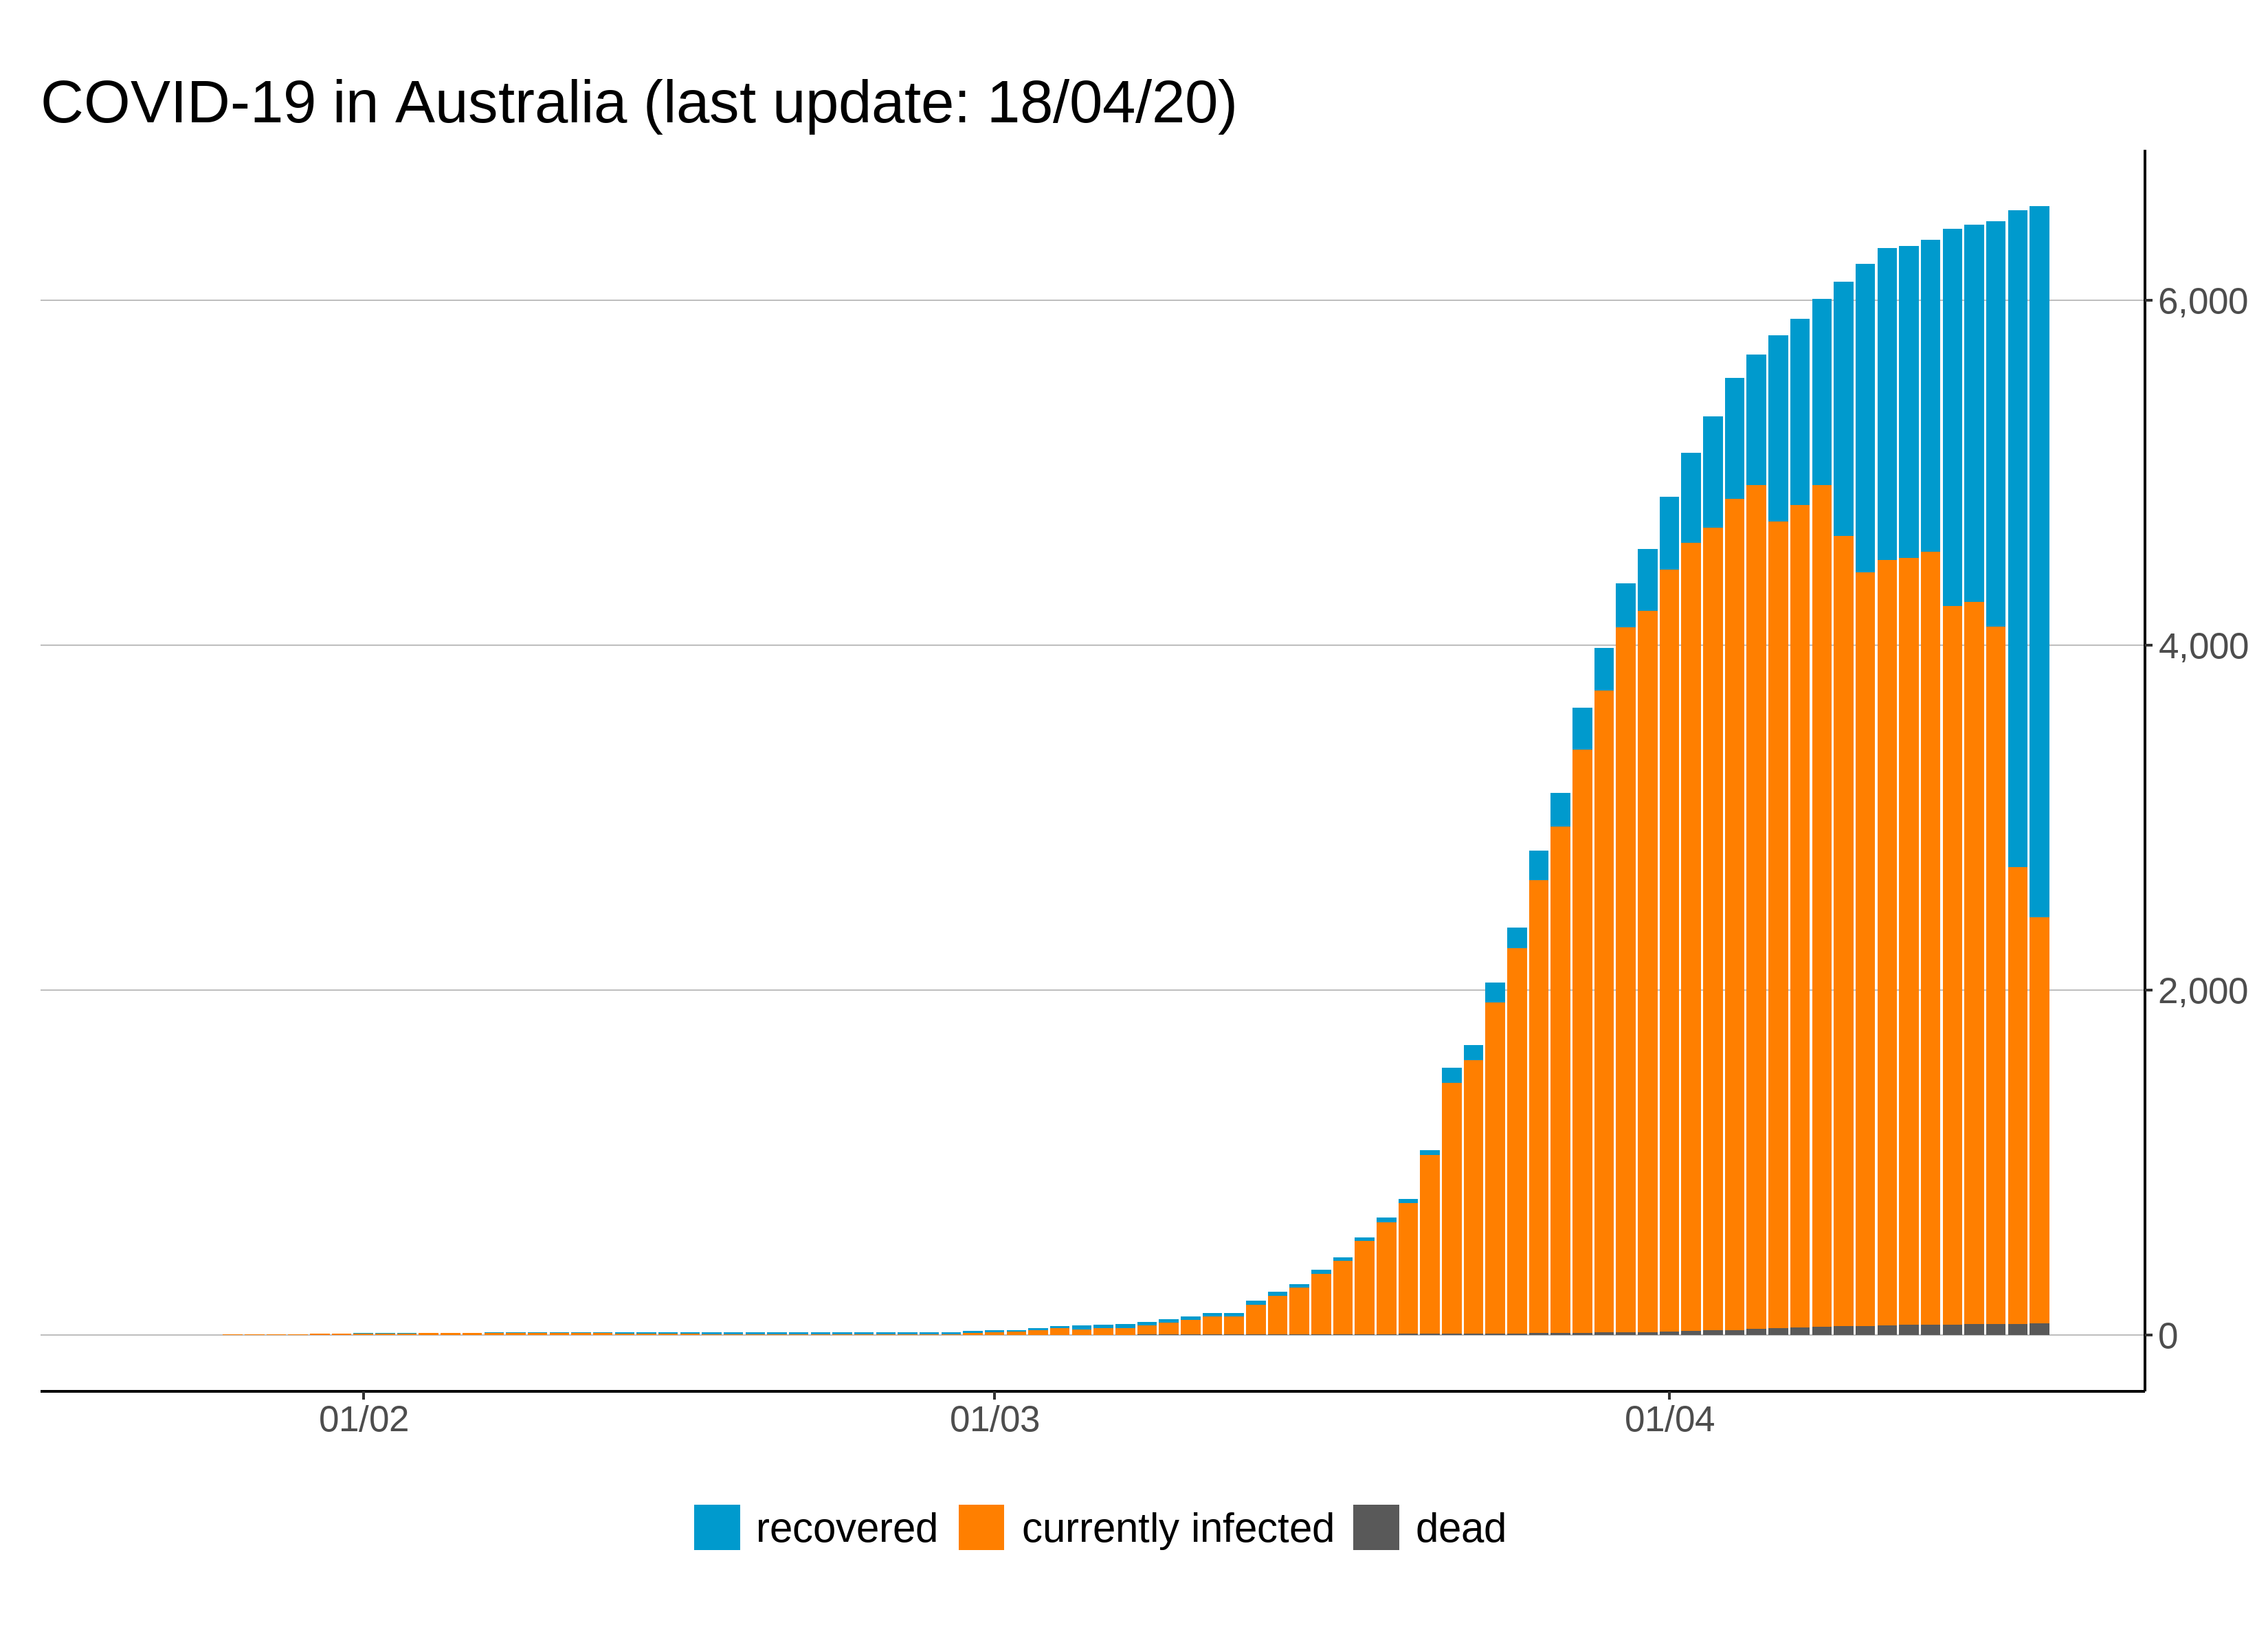 COVID-19 in Australia (last update: 18/04/20)
6,000
4,000
2,000
0
01/02 01/03 01/04
recovered currently infected dead